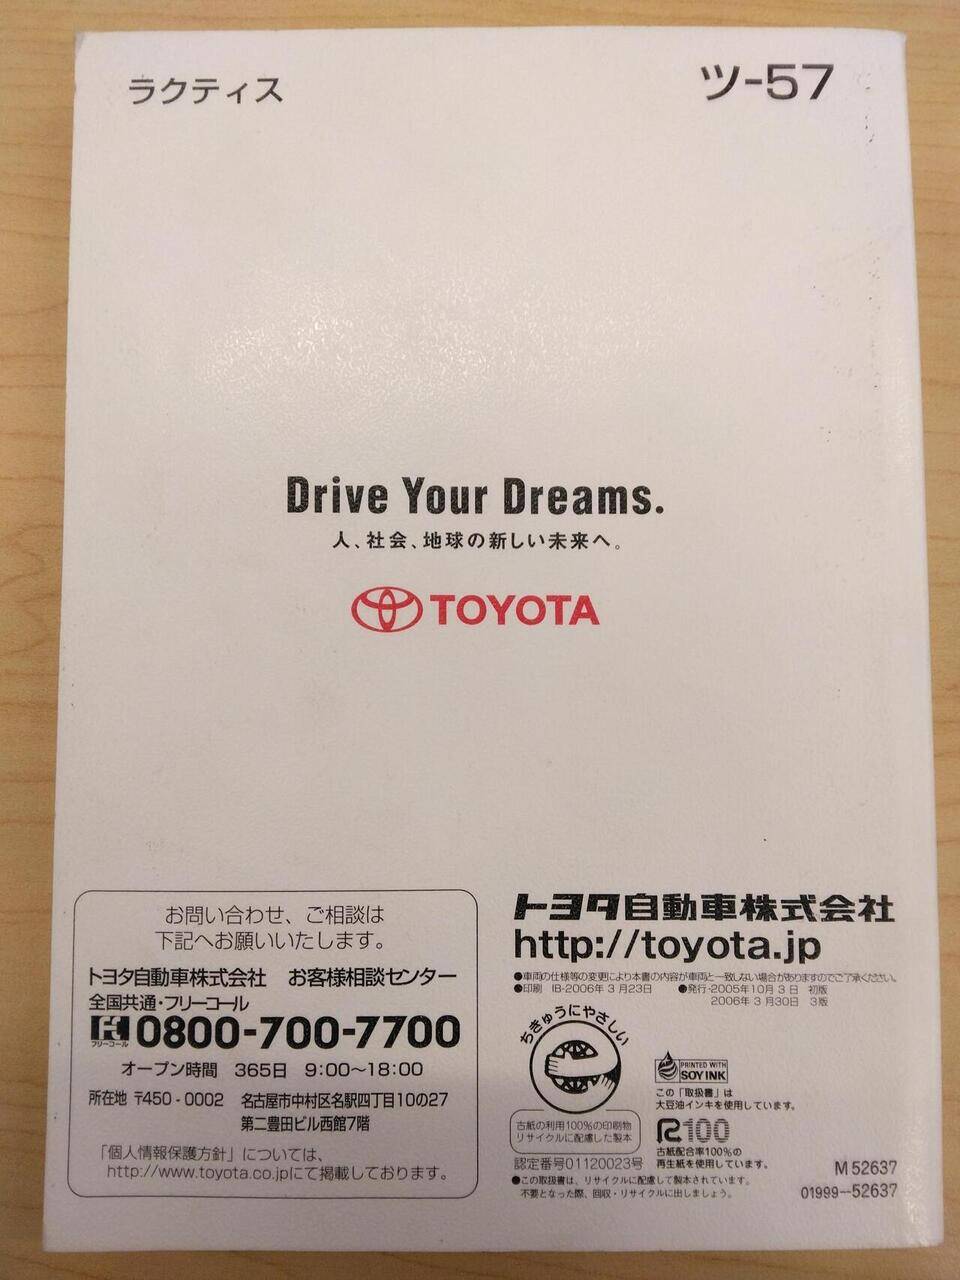 ラクティス
ツ-57
Drive Your Dreams.
人、社会、地球の新しい未来へ。
TOYOTA
お問い合わせ、ご相談は
下記へお願いいたします。
トヨタ自動車株式会社 お客様相談センター
全国共通・フリーコール
フリーコール 0800-700-7700
オープン時間 365日 9:00〜18:00
所在地 〒450-0002 名古屋市中村区名駅四丁目10の27
第二豊田ビル西館7階
「個人情報保護方針」については、
http://www.toyota.co.jpにて掲載しております。
トヨタ自動車株式会社
http://toyota.jp
●車両の仕様等の変更により本書の内容が車両と一致しない場合がありますのでご了承ください。
●印刷 IB-2006年 3月23日 ●発行・2005年10月 3日 初版
2006年 3月30日 3版
ちきゅうにやさしい
古紙の利用100%の印刷物
リサイクルに配慮した製本
認定番号01120023号
PRINTED WITH
SOY INK
この「取扱書」は
大豆油インキを使用しています。
R100
古紙配合率100%の
再生紙を使用しています。
●この取扱書は、リサイクルに配慮して製本されています。
不要となった際、回収・リサイクルに出しましょう。
M 52637
01999-52637